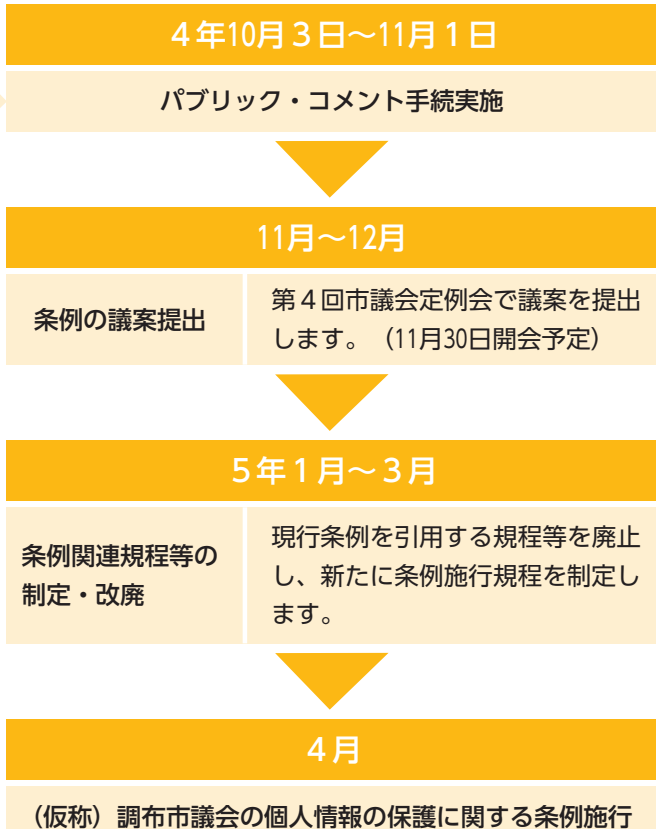 ４年10月３日～11月１日
パブリック・コメント手続実施
11月～12月
条例の議案提出
第４回市議会定例会で議案を提出
します。（11月30日開会予定）
５年１月～３月
条例関連規程等の
制定・改廃
現行条例を引用する規程等を廃止
し、新たに条例施行規程を制定し
ます。
４月
（仮称）調布市議会の個人情報の保護に関する条例施行